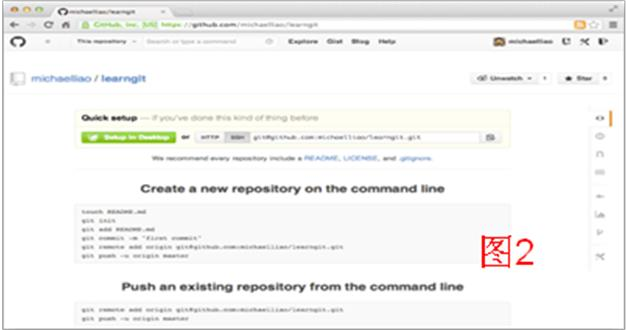 michaelliao/learngit
GitHub, Inc. [US] https://github.com/michaelliao/learngit
This repository Search or type a command Explore Gist Blog Help michaelliao
michaelliao / learngit Unwatch 1 Star 0
Quick setup — if you've done this kind of thing before
Setup in Desktop or HTTP SSH git@github.com:michaelliao/learngit.git
We recommend every repository include a README, LICENSE, and .gitignore.
Create a new repository on the command line
touch README.md
git init
git add README.md
git commit -m "first commit"
git remote add origin git@github.com:michaelliao/learngit.git
git push -u origin master
图2
Push an existing repository from the command line
git remote add origin git@github.com:michaelliao/learngit.git
git push -u origin master